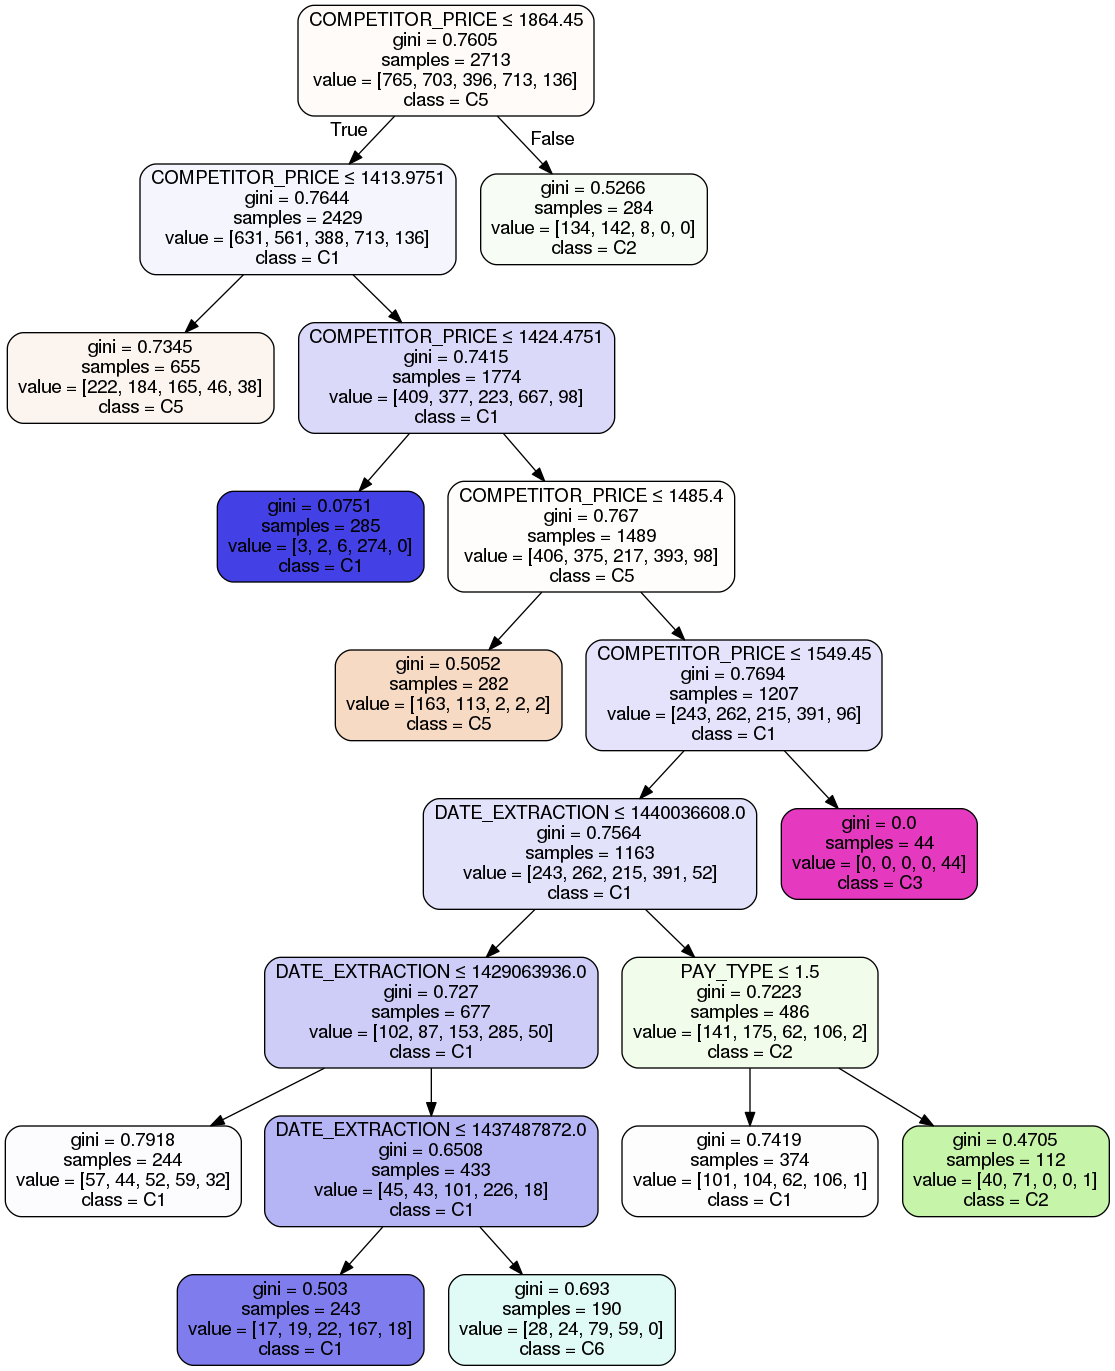 COMPETITOR_PRICE ≤ 1864.45
gini = 0.7605
samples = 2713
value = [765, 703, 396, 713, 136]
class = C5
True
False
COMPETITOR_PRICE ≤ 1413.9751
gini = 0.7644
samples = 2429
value = [631, 561, 388, 713, 136]
class = C1
gini = 0.5266
samples = 284
value = [134, 142, 8, 0, 0]
class = C2
gini = 0.7345
samples = 655
value = [222, 184, 165, 46, 38]
class = C5
COMPETITOR_PRICE ≤ 1424.4751
gini = 0.7415
samples = 1774
value = [409, 377, 223, 667, 98]
class = C1
gini = 0.0751
samples = 285
value = [3, 2, 6, 274, 0]
class = C1
COMPETITOR_PRICE ≤ 1485.4
gini = 0.767
samples = 1489
value = [406, 375, 217, 393, 98]
class = C5
gini = 0.5052
samples = 282
value = [163, 113, 2, 2, 2]
class = C5
COMPETITOR_PRICE ≤ 1549.45
gini = 0.7694
samples = 1207
value = [243, 262, 215, 391, 96]
class = C1
DATE_EXTRACTION ≤ 1440036608.0
gini = 0.7564
samples = 1163
value = [243, 262, 215, 391, 52]
class = C1
gini = 0.0
samples = 44
value = [0, 0, 0, 0, 44]
class = C3
DATE_EXTRACTION ≤ 1429063936.0
gini = 0.727
samples = 677
value = [102, 87, 153, 285, 50]
class = C1
PAY_TYPE ≤ 1.5
gini = 0.7223
samples = 486
value = [141, 175, 62, 106, 2]
class = C2
gini = 0.7918
samples = 244
value = [57, 44, 52, 59, 32]
class = C1
DATE_EXTRACTION ≤ 1437487872.0
gini = 0.6508
samples = 433
value = [45, 43, 101, 226, 18]
class = C1
gini = 0.7419
samples = 374
value = [101, 104, 62, 106, 1]
class = C1
gini = 0.4705
samples = 112
value = [40, 71, 0, 0, 1]
class = C2
gini = 0.503
samples = 243
value = [17, 19, 22, 167, 18]
class = C1
gini = 0.693
samples = 190
value = [28, 24, 79, 59, 0]
class = C6